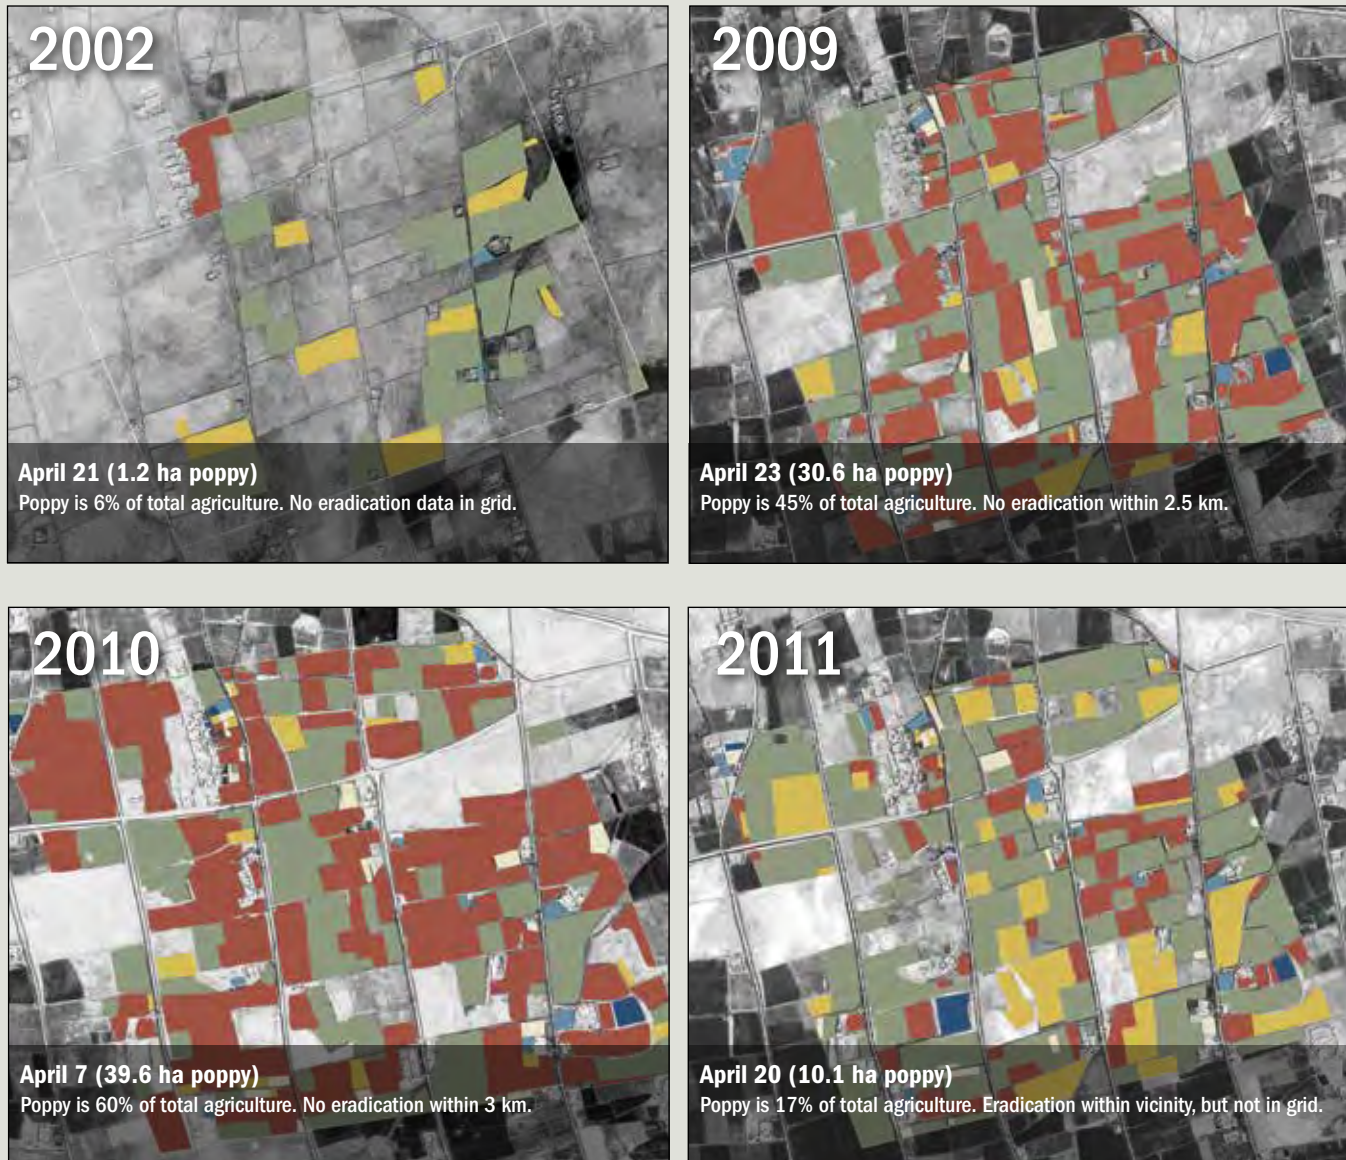 2002
April 21 (1.2 ha poppy)
Poppy is 6% of total agriculture. No eradication data in grid.
2009
April 23 (30.6 ha poppy)
Poppy is 45% of total agriculture. No eradication within 2.5 km.
2010
April 7 (39.6 ha poppy)
Poppy is 60% of total agriculture. No eradication within 3 km.
2011
April 20 (10.1 ha poppy)
Poppy is 17% of total agriculture. Eradication within vicinity, but not in grid.